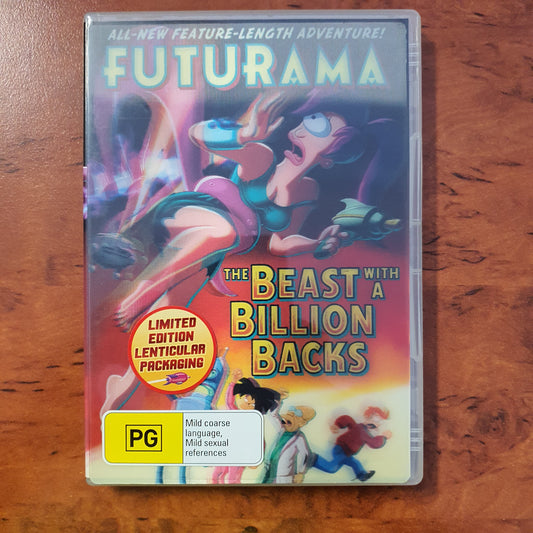 ALL-NEW FEATURE-LENGTH ADVENTURE!
FUTURAMA
THE BEAST WITH A
BILLION
BACKS
LIMITED
EDITION
LENTICULAR
PACKAGING
PG
Mild coarse
language,
Mild sexual
references